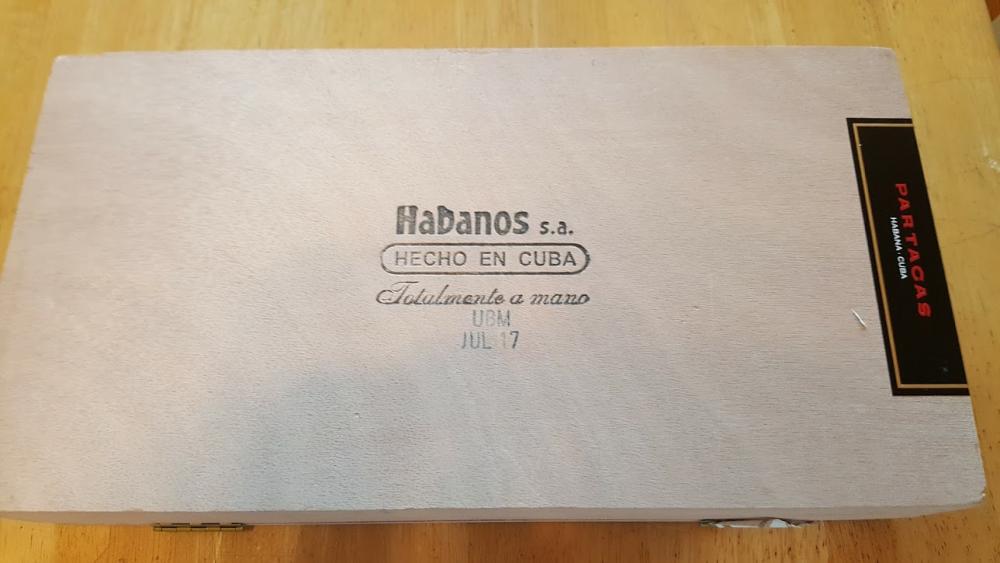 Habanos s.a.
HECHO EN CUBA
Totalmente a mano
UBM
JUL 17
PARTAGAS
HABANA · CUBA